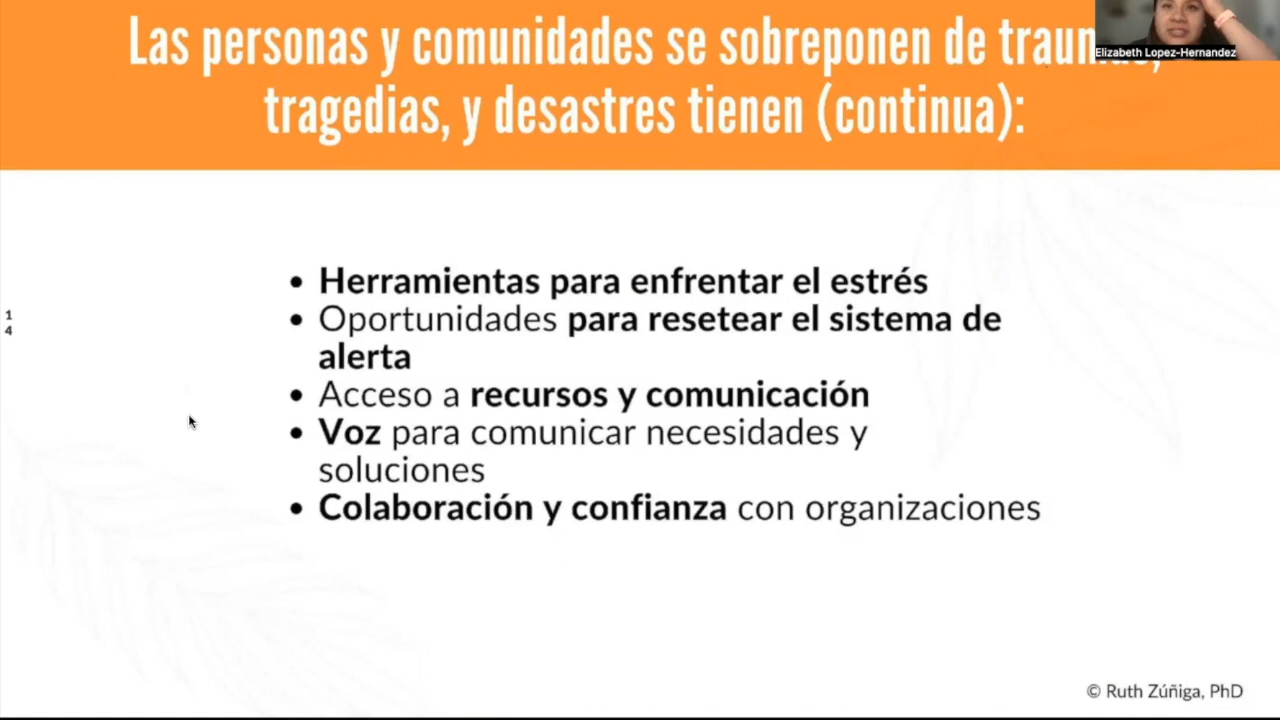 Las personas y comunidades se sobreponen de
tragedias, y desastres tienen (continua):
Elizabeth Lopez-Hernandez
• Herramientas para enfrentar el estrés
• Oportunidades para resetear el sistema de
alerta
• Acceso a recursos y comunicación
• Voz para comunicar necesidades y
soluciones
• Colaboración y confianza con organizaciones
1
4
© Ruth Zúñiga, PhD